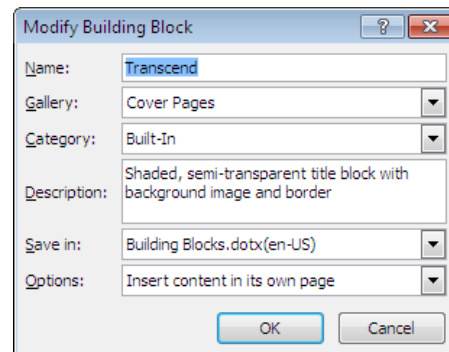 Modify Building Block
Name: Transcend
Gallery: Cover Pages
Category: Built-In
Description: Shaded, semi-transparent title block with
background image and border
Save in: Building Blocks.dotx(en-US)
Options: Insert content in its own page
OK Cancel